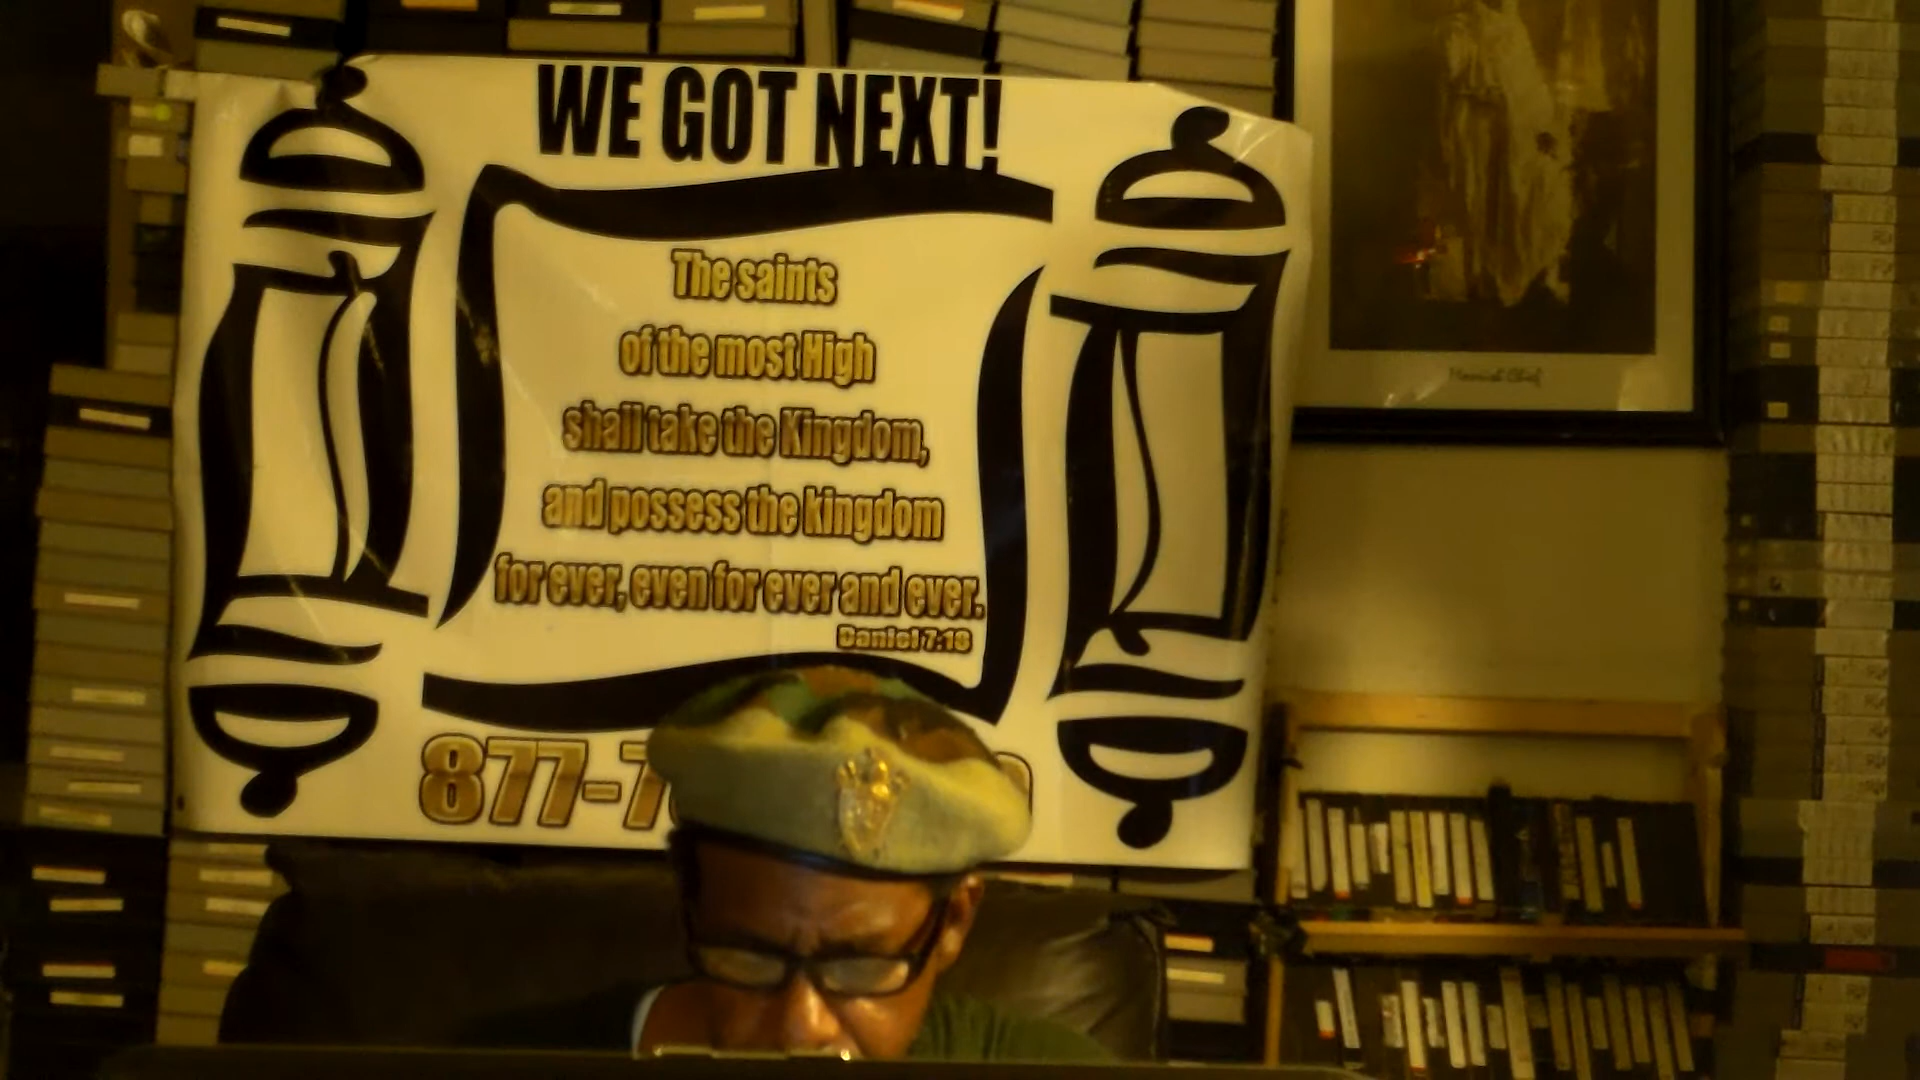 WE GOT NEXT!
The saints
of the most High
shall take the Kingdom,
and possess the kingdom
for ever, even for ever and ever.
Daniel 7:18
877-7